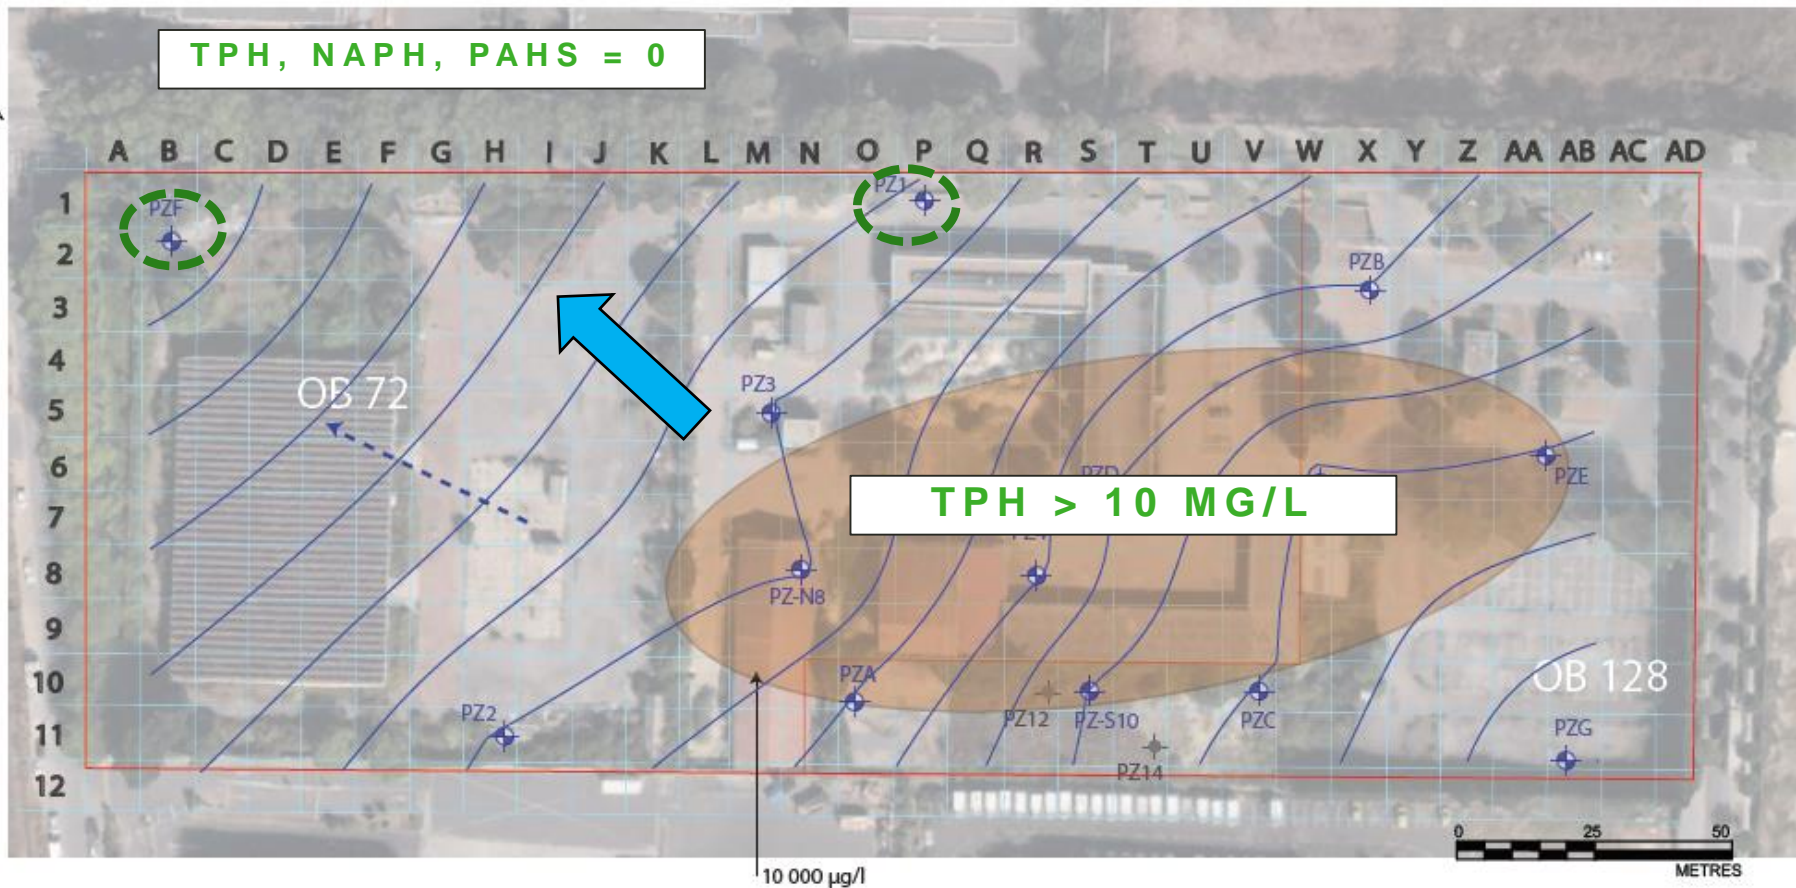 TPH, NAPH, PAHS = 0
A B C D E F G H I J K L M N O P Q R S T U V W X Y Z AA AB AC AD
1
PZF
PZ1
2
PZB
3
4
PZ3
OB 72
5
6
PZD
PZE
TPH > 10 MG/L
7
8
PZ-N8
9
PZA
OB 128
10
PZ2
PZ12
PZ-S10
PZC
11
PZG
PZ14
12
0 25 50
METRES
10 000 µg/l